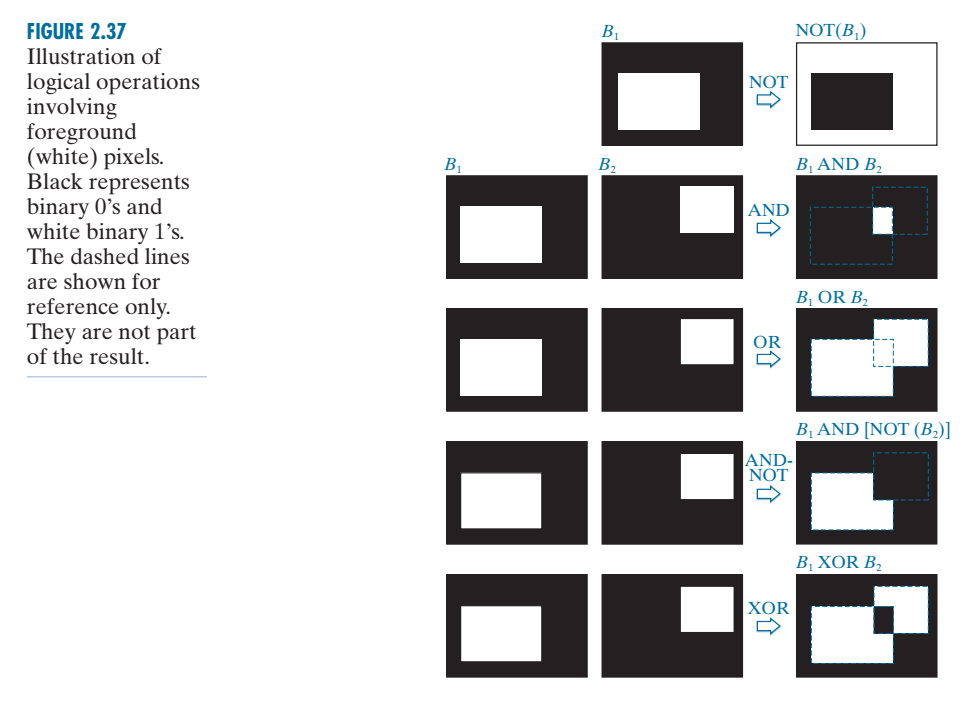 FIGURE 2.37
Illustration of
logical operations
involving
foreground
(white) pixels.
Black represents
binary 0’s and
white binary 1’s.
The dashed lines
are shown for
reference only.
They are not part
of the result.
B₁
NOT(B₁)
NOT
B₁
B₂
B₁ AND B₂
AND
B₁ OR B₂
OR
B₁ AND [NOT (B₂)]
AND-
NOT
B₁ XOR B₂
XOR